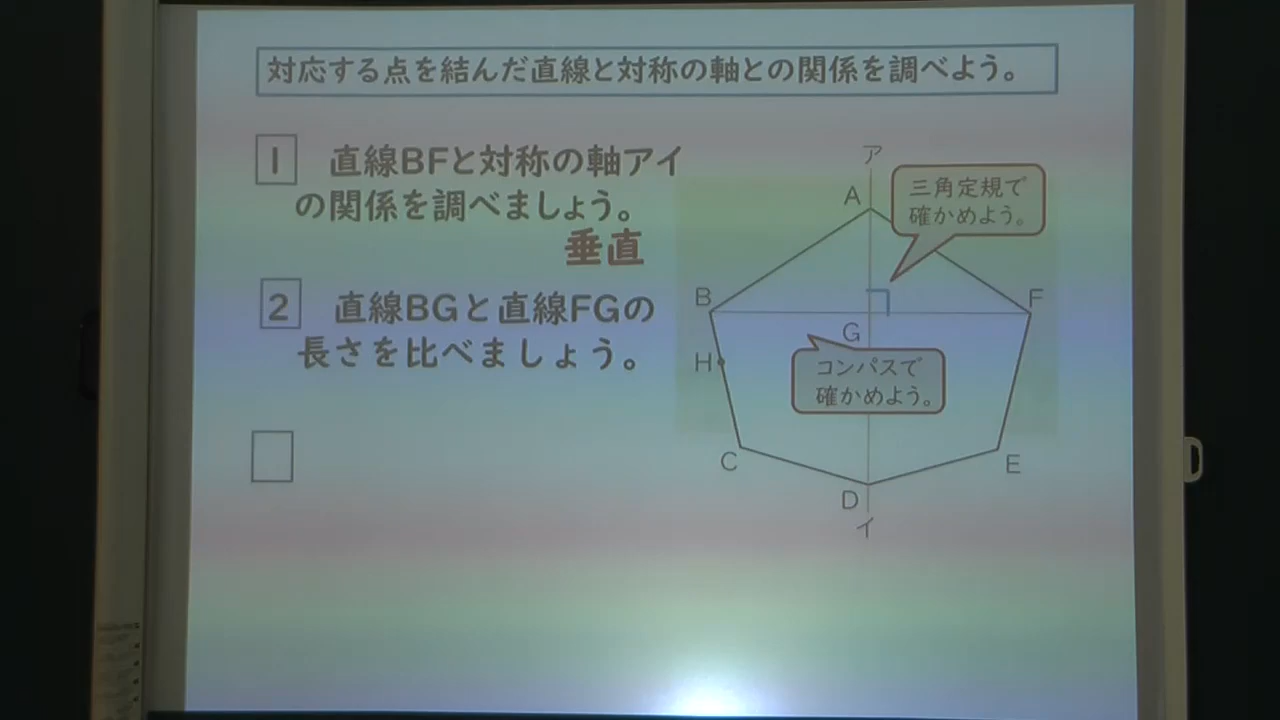 対応する点を結んだ直線と対称の軸との関係を調べよう。
1 直線BFと対称の軸アイ
の関係を調べましょう。
垂直
2 直線BGと直線FGの
長さを比べましょう。
ア
A
三角定規で
確かめよう。
B
F
G
H
コンパスで
確かめよう。
C
E
D
イ